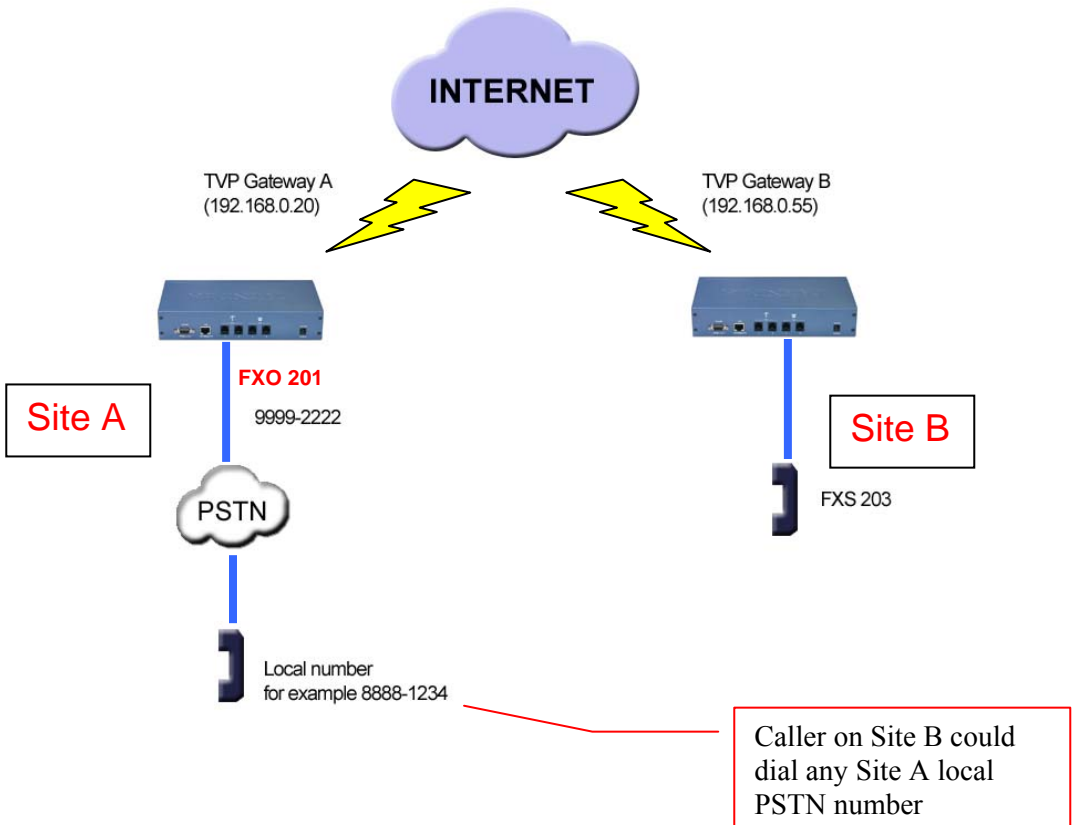 INTERNET
TVP Gateway A
(192.168.0.20)
TVP Gateway B
(192.168.0.55)
FXO 201
9999-2222
Site A
Site B
FXS 203
PSTN
Local number
for example 8888-1234
Caller on Site B could
dial any Site A local
PSTN number